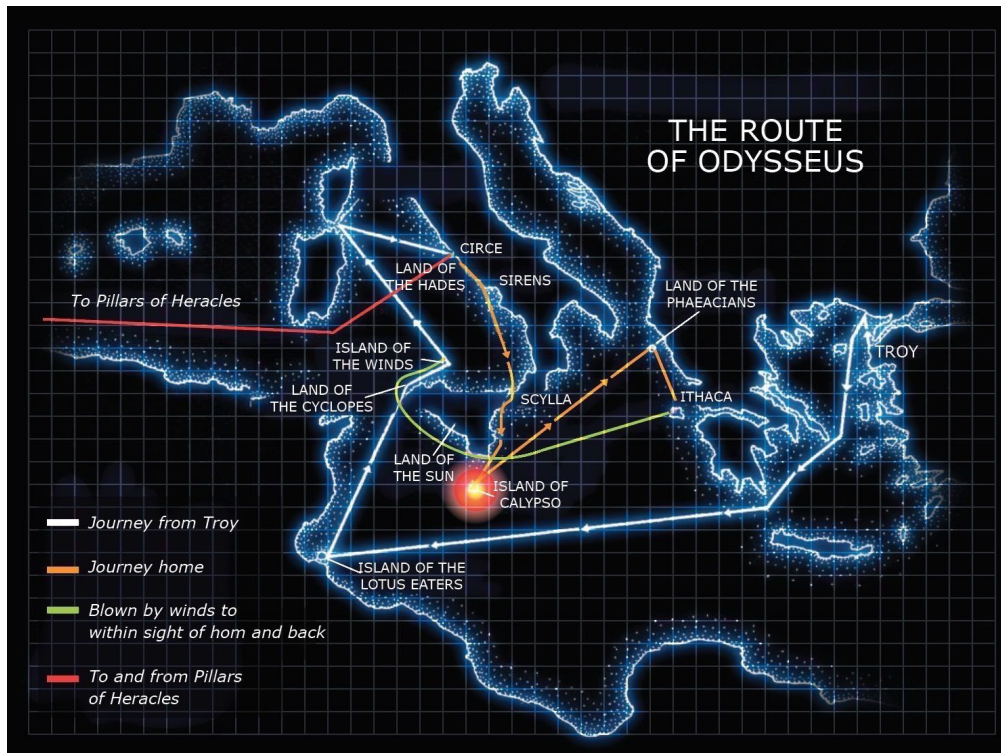 THE ROUTE
OF ODYSSEUS
CIRCE
LAND OF
THE HADES
SIRENS
To Pillars of Heracles
LAND OF THE
PHAEACIANS
ISLAND OF
THE WINDS
TROY
LAND OF
THE CYCLOPES
SCYLLA
ITHACA
LAND OF
THE SUN
ISLAND OF
CALYPSO
Journey from Troy
Journey home
ISLAND OF THE
LOTUS EATERS
Blown by winds to
within sight of hom and back
To and from Pillars
of Heracles